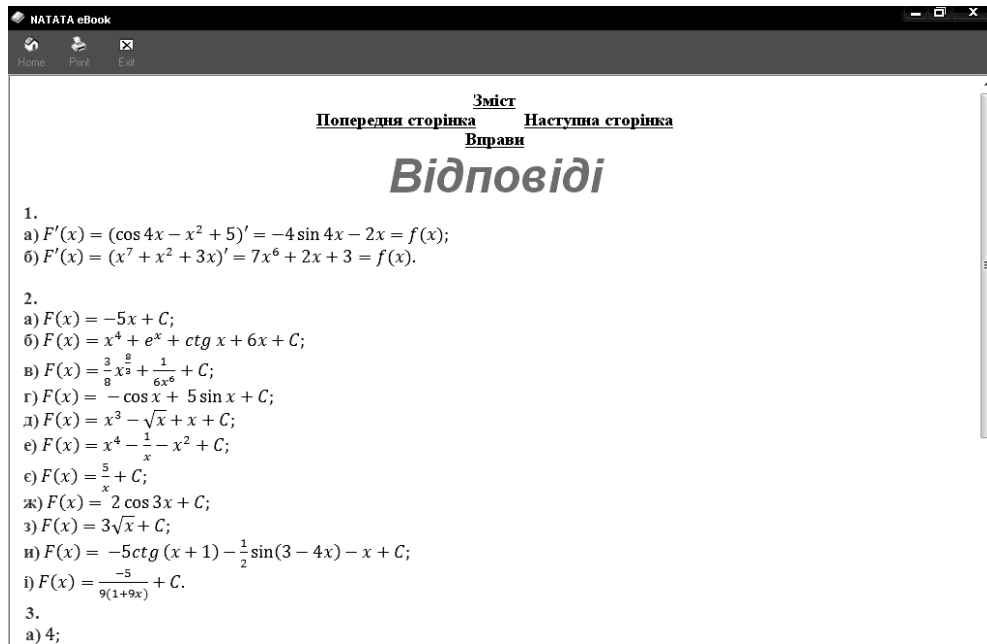 NATATA eBook
Home Print Exit
Зміст
Попередня сторінка Наступна сторінка
Вправи
Відповіді
1.
а) F′(x) = (cos 4x − x² + 5)′ = −4 sin 4x − 2x = f(x);
б) F′(x) = (x⁷ + x² + 3x)′ = 7x⁶ + 2x + 3 = f(x).
2.
а) F(x) = −5x + C;
б) F(x) = x⁴ + eˣ + ctg x + 6x + C;
в) F(x) = 3/8 x^(8/3) + 1/(6x⁶) + C;
г) F(x) = − cos x + 5 sin x + C;
д) F(x) = x³ − √x + x + C;
е) F(x) = x⁴ − 1/x − x² + C;
є) F(x) = 5/x + C;
ж) F(x) = 2 cos 3x + C;
з) F(x) = 3√x + C;
и) F(x) = −5ctg (x + 1) − 1/2 sin(3 − 4x) − x + C;
і) F(x) = −5/(9(1+9x)) + C.
3.
а) 4;